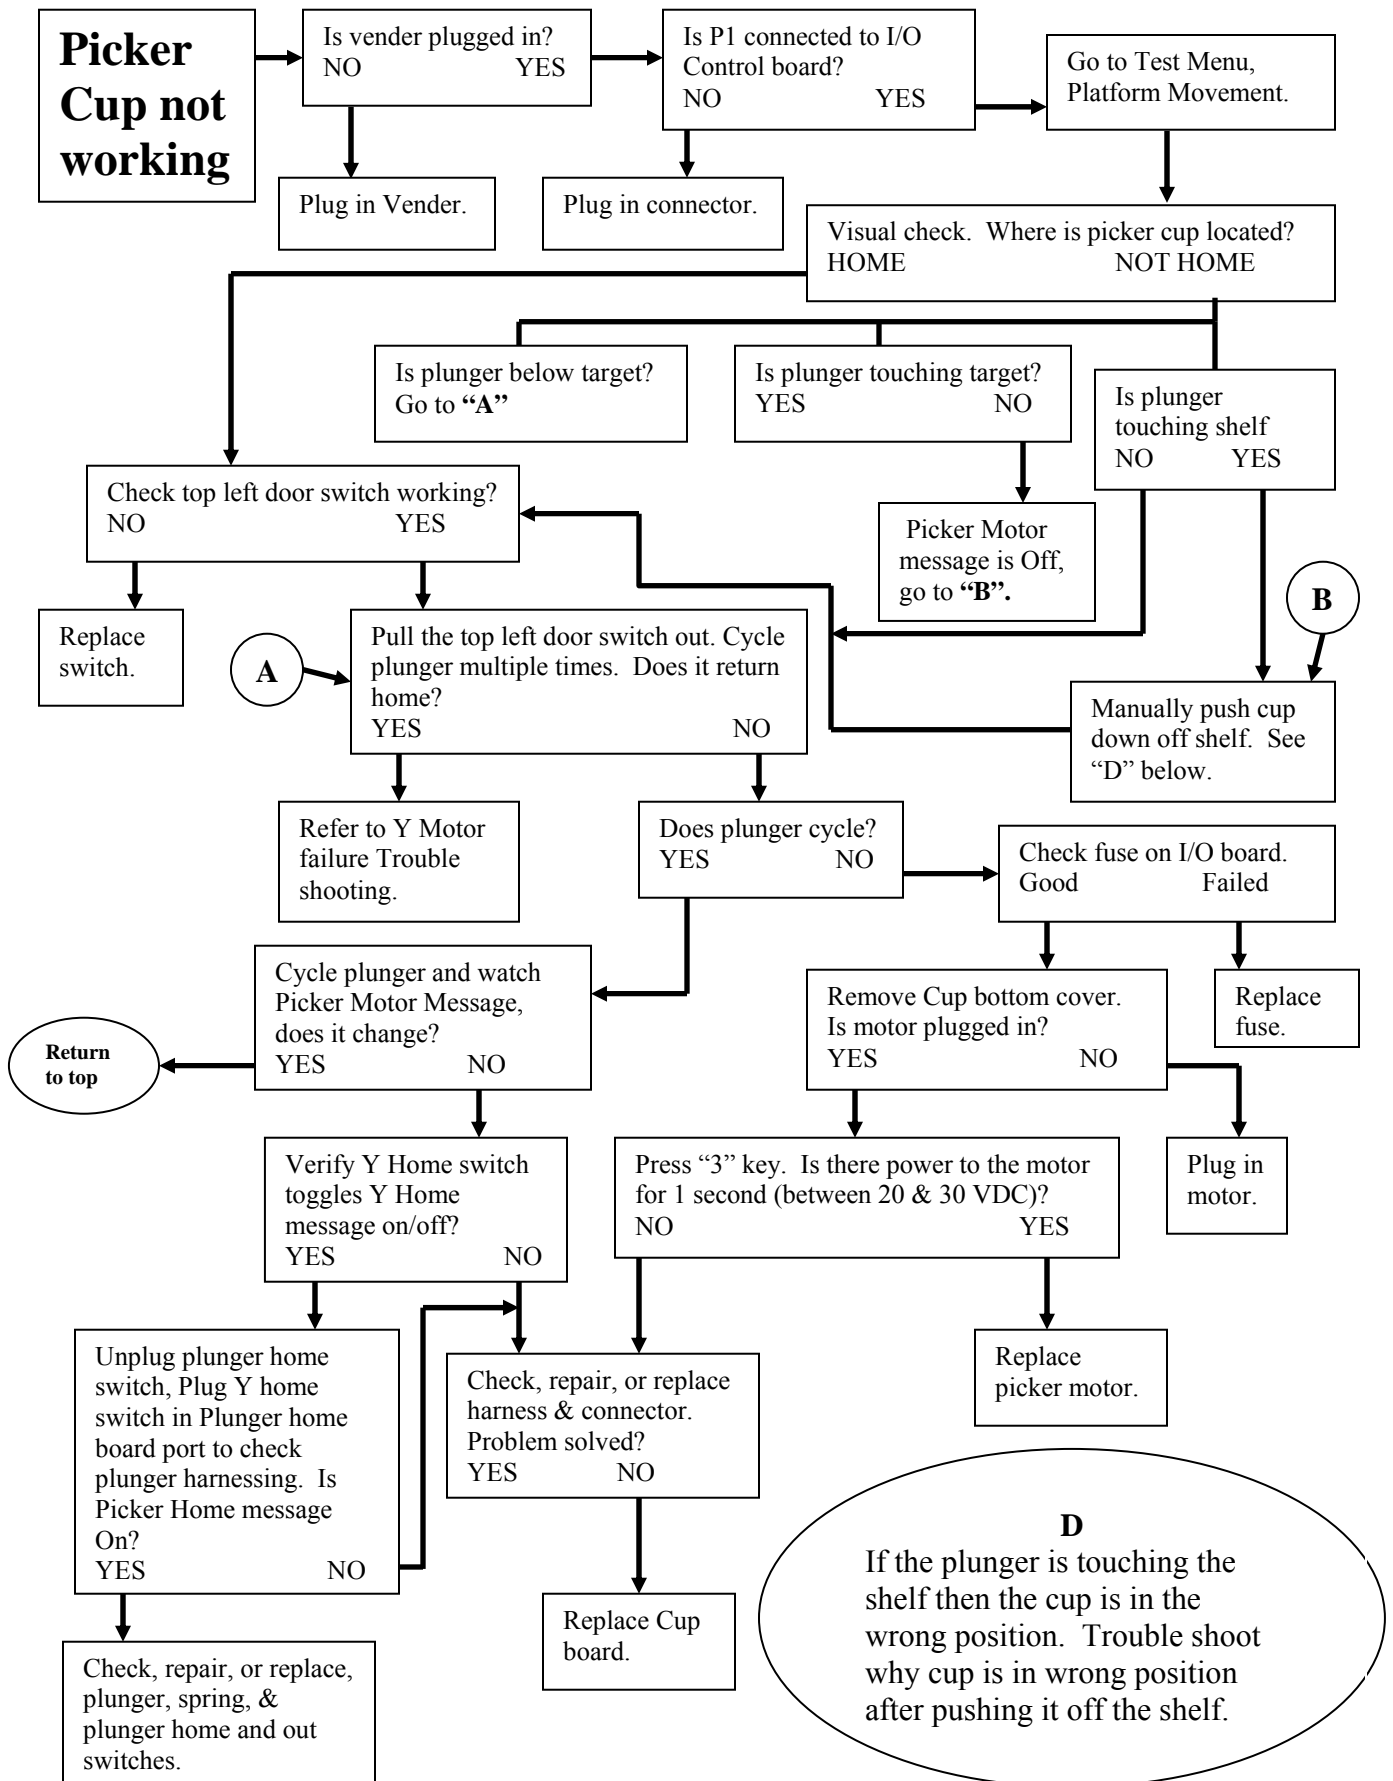 Picker
Cup not
working
Is vender plugged in?
NO YES
Is P1 connected to I/O
Control board?
NO YES
Go to Test Menu,
Platform Movement.
Plug in Vender.
Plug in connector.
Visual check. Where is picker cup located?
HOME NOT HOME
Is plunger below target?
Go to “A”
Is plunger touching target?
YES NO
Is plunger
touching shelf
NO YES
Check top left door switch working?
NO YES
Picker Motor
message is Off,
go to “B”.
B
Replace
switch.
A
Pull the top left door switch out. Cycle
plunger multiple times. Does it return
home?
YES NO
Manually push cup
down off shelf. See
“D” below.
Refer to Y Motor
failure Trouble
shooting.
Does plunger cycle?
YES NO
Check fuse on I/O board.
Good Failed
Cycle plunger and watch
Picker Motor Message,
does it change?
YES NO
Return
to top
Remove Cup bottom cover.
Is motor plugged in?
YES NO
Replace
fuse.
Verify Y Home switch
toggles Y Home
message on/off?
YES NO
Press “3” key. Is there power to the motor
for 1 second (between 20 & 30 VDC)?
NO YES
Plug in
motor.
Unplug plunger home
switch, Plug Y home
switch in Plunger home
board port to check
plunger harnessing. Is
Picker Home message
On?
YES NO
Check, repair, or replace
harness & connector.
Problem solved?
YES NO
Replace
picker motor.
Check, repair, or replace,
plunger, spring, &
plunger home and out
switches.
Replace Cup
board.
D
If the plunger is touching the
shelf then the cup is in the
wrong position. Trouble shoot
why cup is in wrong position
after pushing it off the shelf.